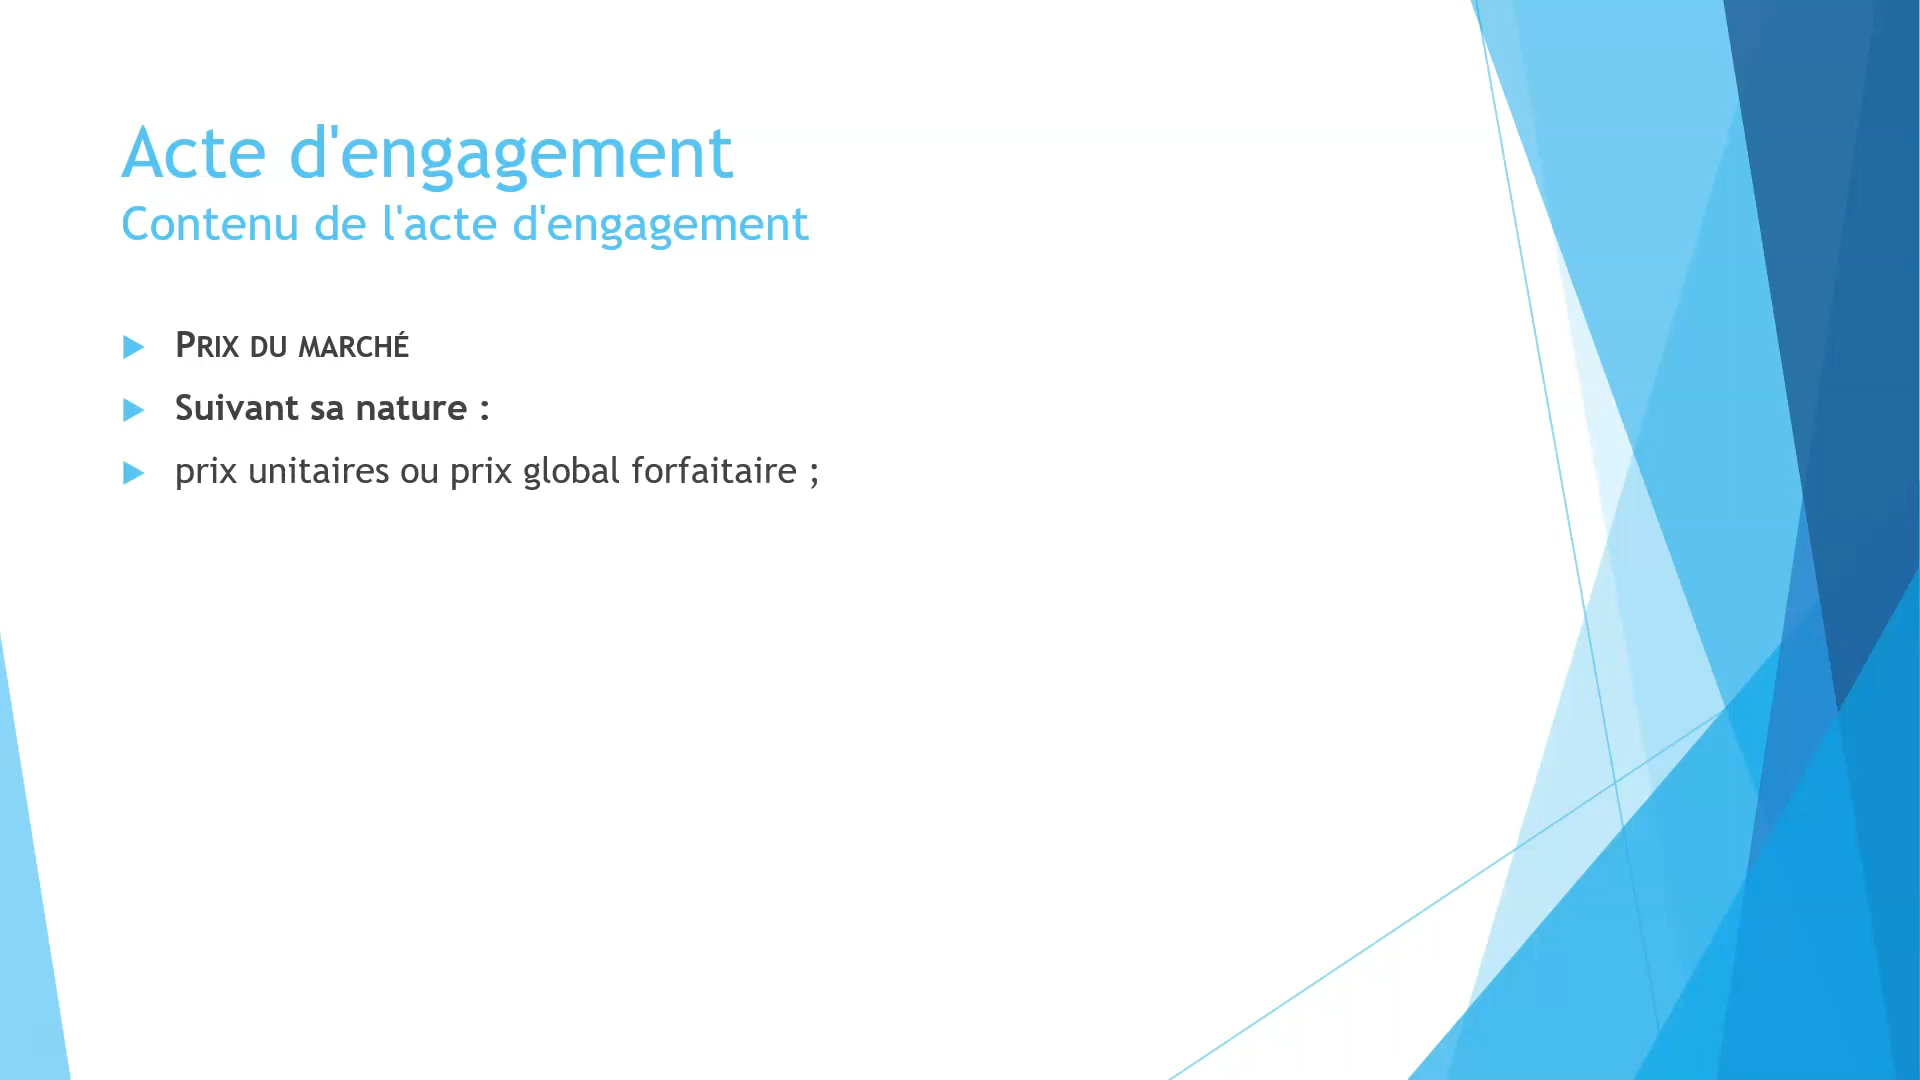 Acte d'engagement
Contenu de l'acte d'engagement
PRIX DU MARCHÉ
Suivant sa nature :
prix unitaires ou prix global forfaitaire ;